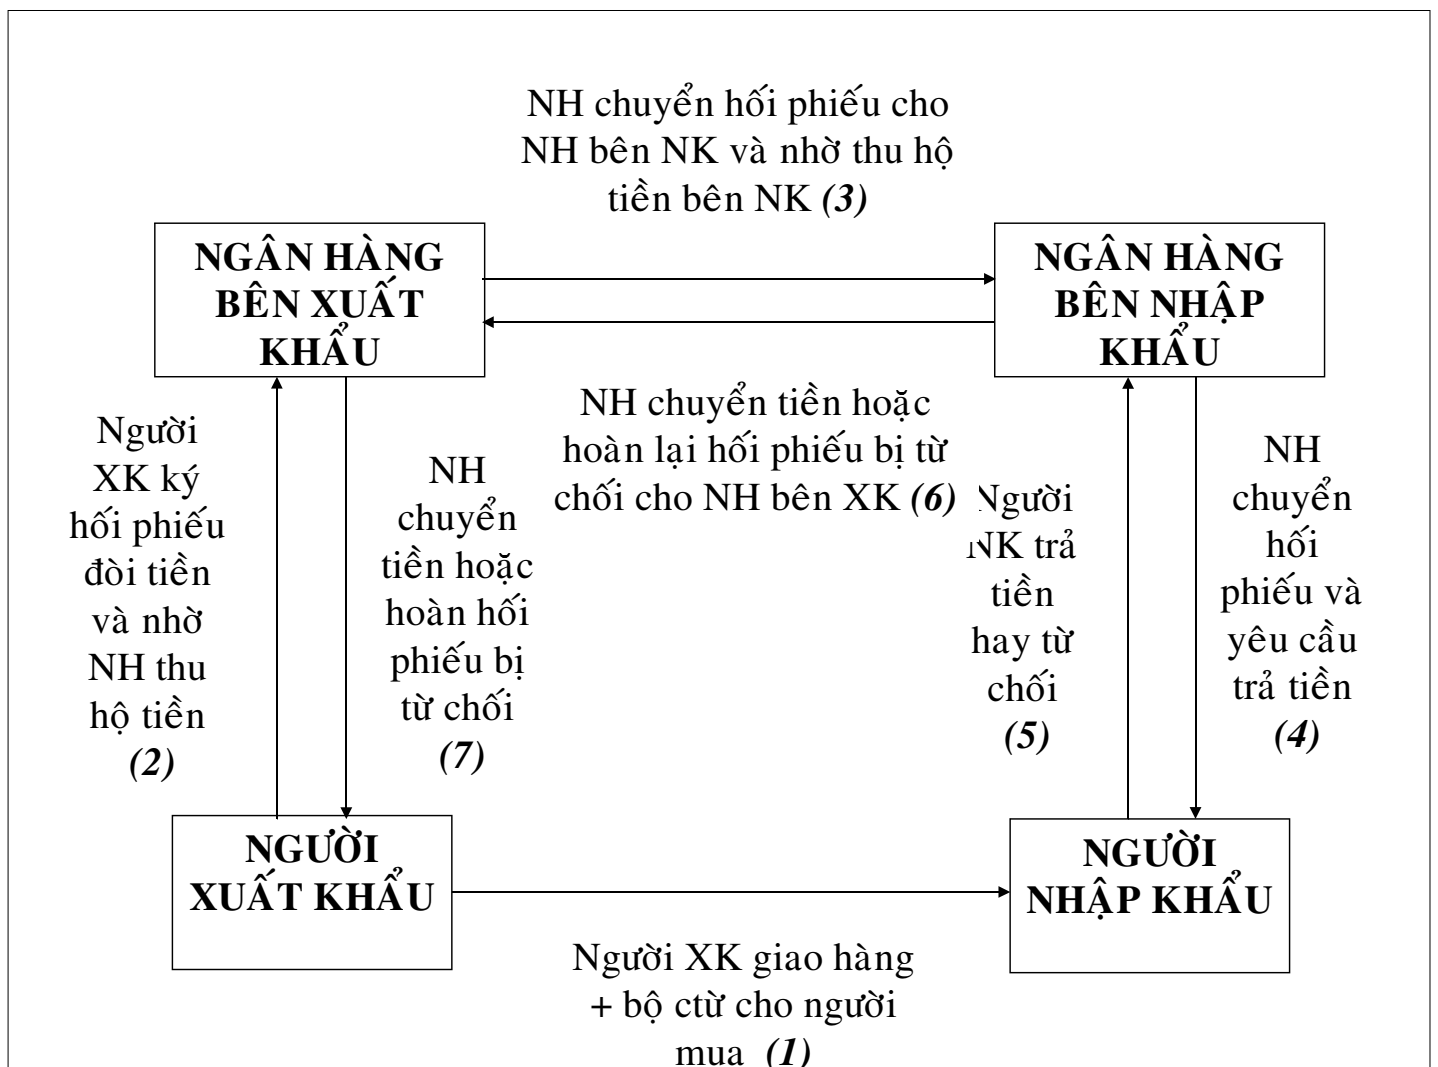 NH chuyển hối phiếu cho
NH bên NK và nhờ thu hộ
tiền bên NK (3)
NGÂN HÀNG
BÊN XUẤT
KHẨU
NGÂN HÀNG
BÊN NHẬP
KHẨU
NH chuyển tiền hoặc
hoàn lại hối phiếu bị từ
chối cho NH bên XK (6)
Người
XK ký
hối phiếu
đòi tiền
và nhờ
NH thu
hộ tiền
(2)
NH
chuyển
tiền hoặc
hoàn hối
phiếu bị
từ chối
(7)
Người
NK trả
tiền
hay từ
chối
(5)
NH
chuyển
hối
phiếu và
yêu cầu
trả tiền
(4)
NGƯỜI
XUẤT KHẨU
NGƯỜI
NHẬP KHẨU
Người XK giao hàng
+ bộ ctừ cho người
mua (1)